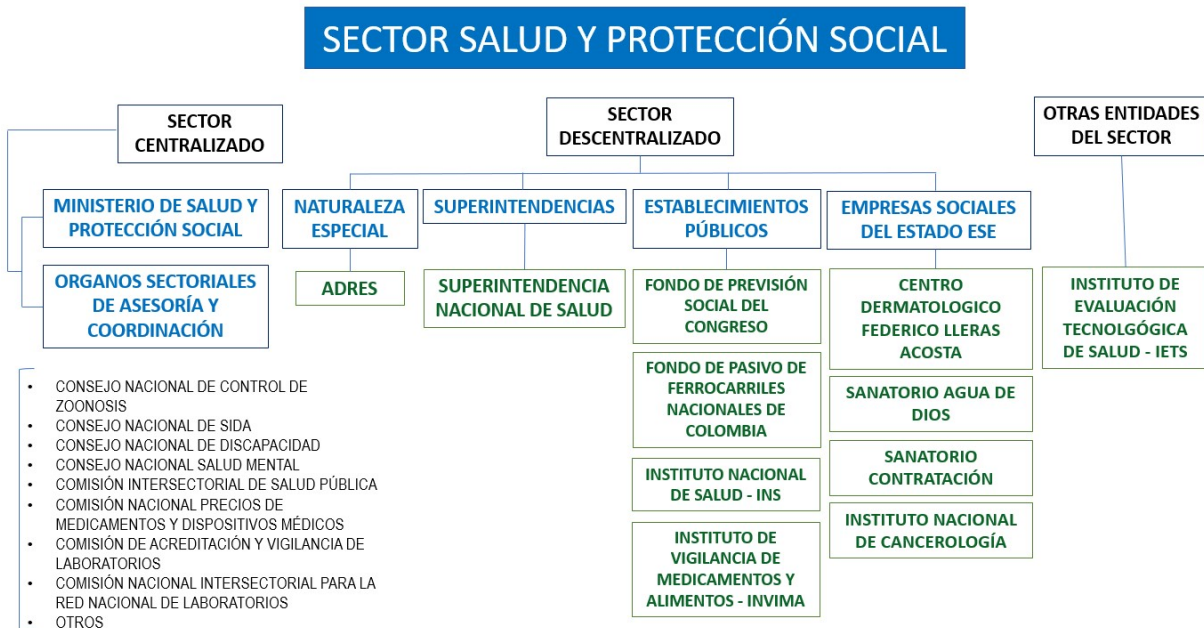 SECTOR SALUD Y PROTECCIÓN SOCIAL
SECTOR
CENTRALIZADO
MINISTERIO DE SALUD Y
PROTECCIÓN SOCIAL
ORGANOS SECTORIALES
DE ASESORÍA Y
COORDINACIÓN
• CONSEJO NACIONAL DE CONTROL DE
ZOONOSIS
• CONSEJO NACIONAL DE SIDA
• CONSEJO NACIONAL DE DISCAPACIDAD
• CONSEJO NACIONAL SALUD MENTAL
• COMISIÓN INTERSECTORIAL DE SALUD PÚBLICA
• COMISIÓN NACIONAL PRECIOS DE
MEDICAMENTOS Y DISPOSITIVOS MÉDICOS
• COMISIÓN DE ACREDITACIÓN Y VIGILANCIA DE
LABORATORIOS
• COMISIÓN NACIONAL INTERSECTORIAL PARA LA
RED NACIONAL DE LABORATORIOS
• OTROS
SECTOR
DESCENTRALIZADO
NATURALEZA
ESPECIAL
ADRES
SUPERINTENDENCIAS
SUPERINTENDENCIA
NACIONAL DE SALUD
ESTABLECIMIENTOS
PÚBLICOS
FONDO DE PREVISIÓN
SOCIAL DEL
CONGRESO
FONDO DE PASIVO DE
FERROCARRILES
NACIONALES DE
COLOMBIA
INSTITUTO NACIONAL
DE SALUD - INS
INSTITUTO DE
VIGILANCIA DE
MEDICAMENTOS Y
ALIMENTOS - INVIMA
EMPRESAS SOCIALES
DEL ESTADO ESE
CENTRO
DERMATOLOGICO
FEDERICO LLERAS
ACOSTA
SANATORIO AGUA DE
DIOS
SANATORIO
CONTRATACIÓN
INSTITUTO NACIONAL
DE CANCEROLOGÍA
OTRAS ENTIDADES
DEL SECTOR
INSTITUTO DE
EVALUACIÓN
TECNOLGÓGICA
DE SALUD - IETS